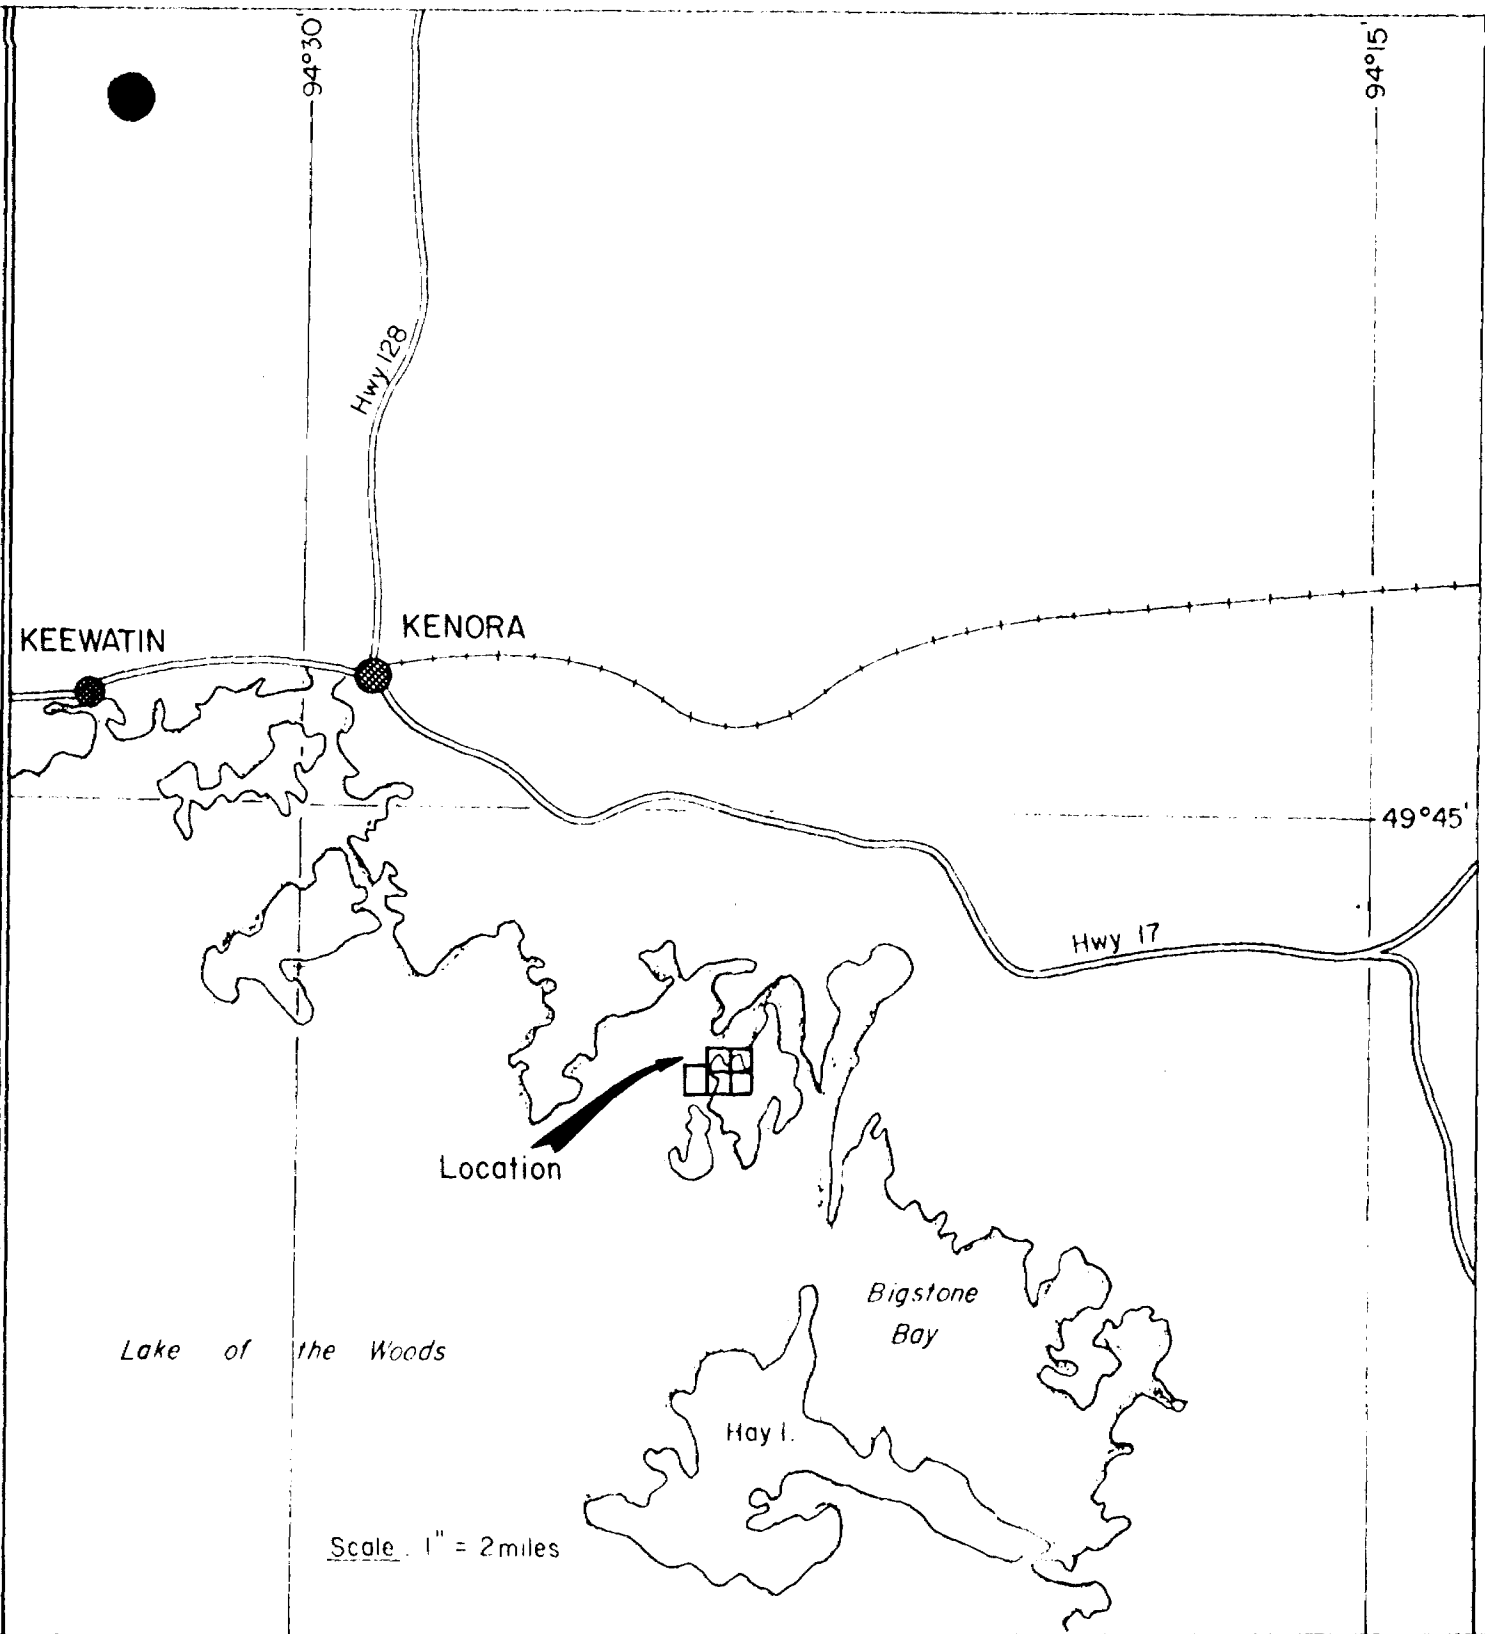 94°30'
94°15'
Hwy 128
KEEWATIN
KENORA
49°45'
Hwy 17
Location
Bigstone
Bay
Lake of the Woods
Hay I.
Scale. 1" = 2 miles